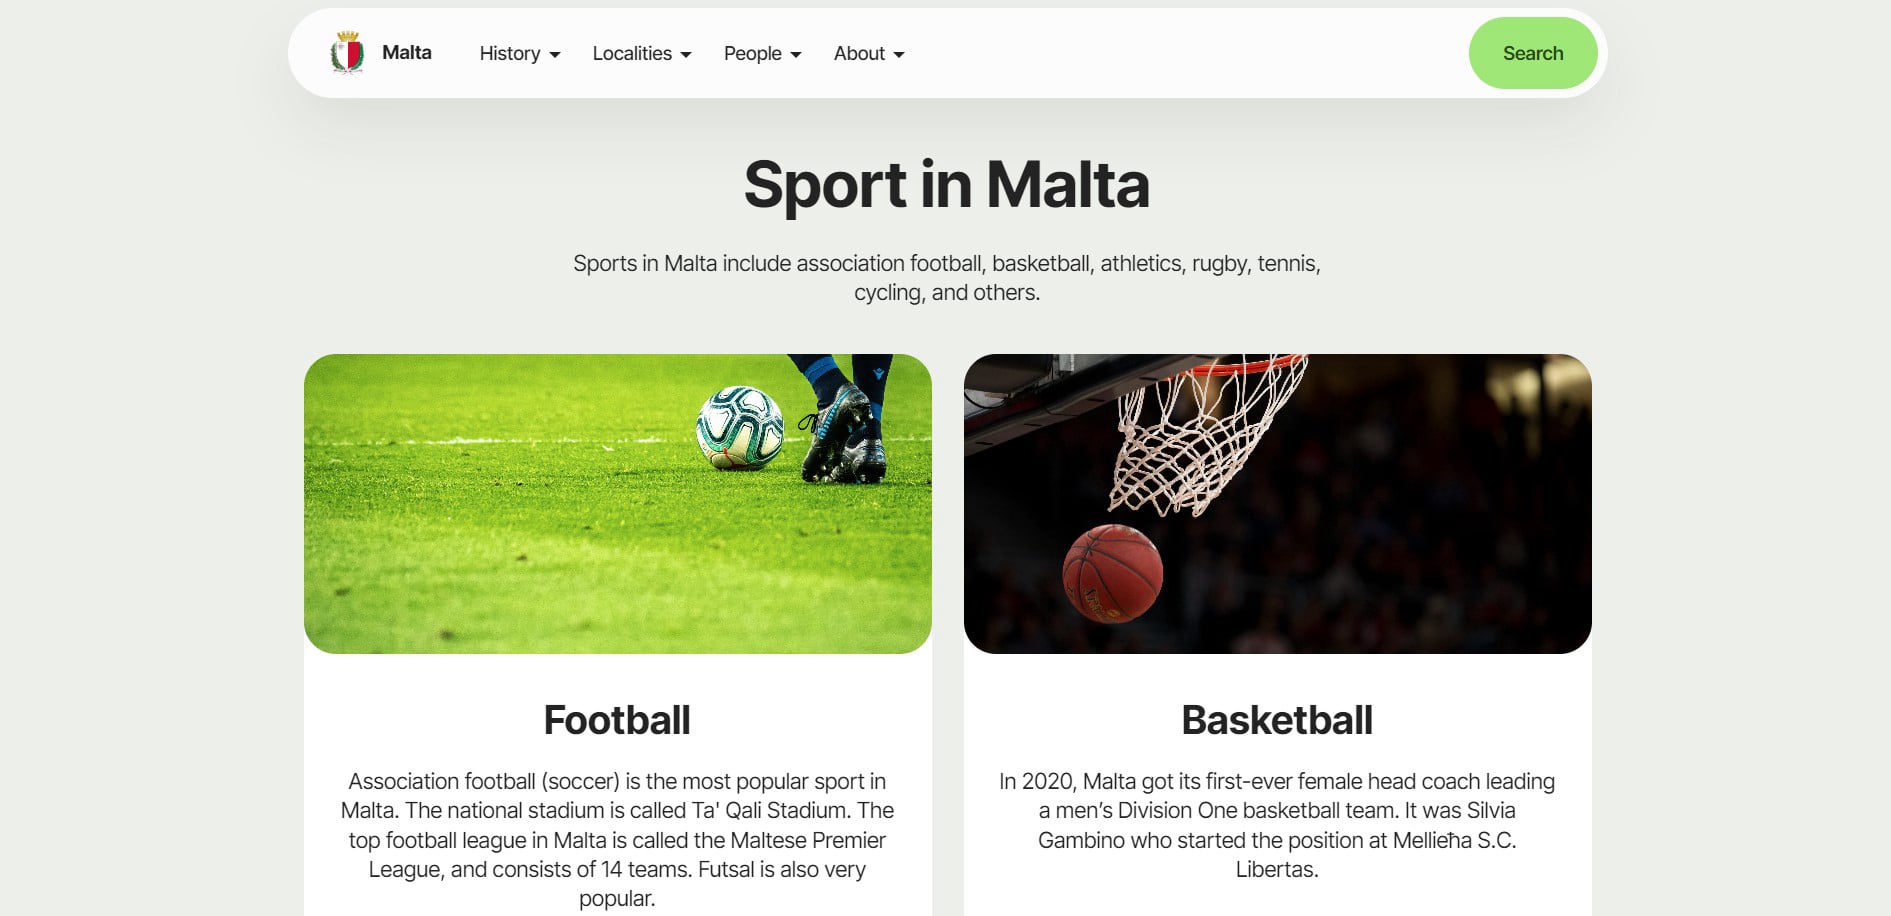 Malta
History
Localities
People
About
Search
Sport in Malta
Sports in Malta include association football, basketball, athletics, rugby, tennis,
cycling, and others.
Football
Association football (soccer) is the most popular sport in
Malta. The national stadium is called Ta' Qali Stadium. The
top football league in Malta is called the Maltese Premier
League, and consists of 14 teams. Futsal is also very
popular.
Basketball
In 2020, Malta got its first-ever female head coach leading
a men’s Division One basketball team. It was Silvia
Gambino who started the position at Mellieħa S.C.
Libertas.